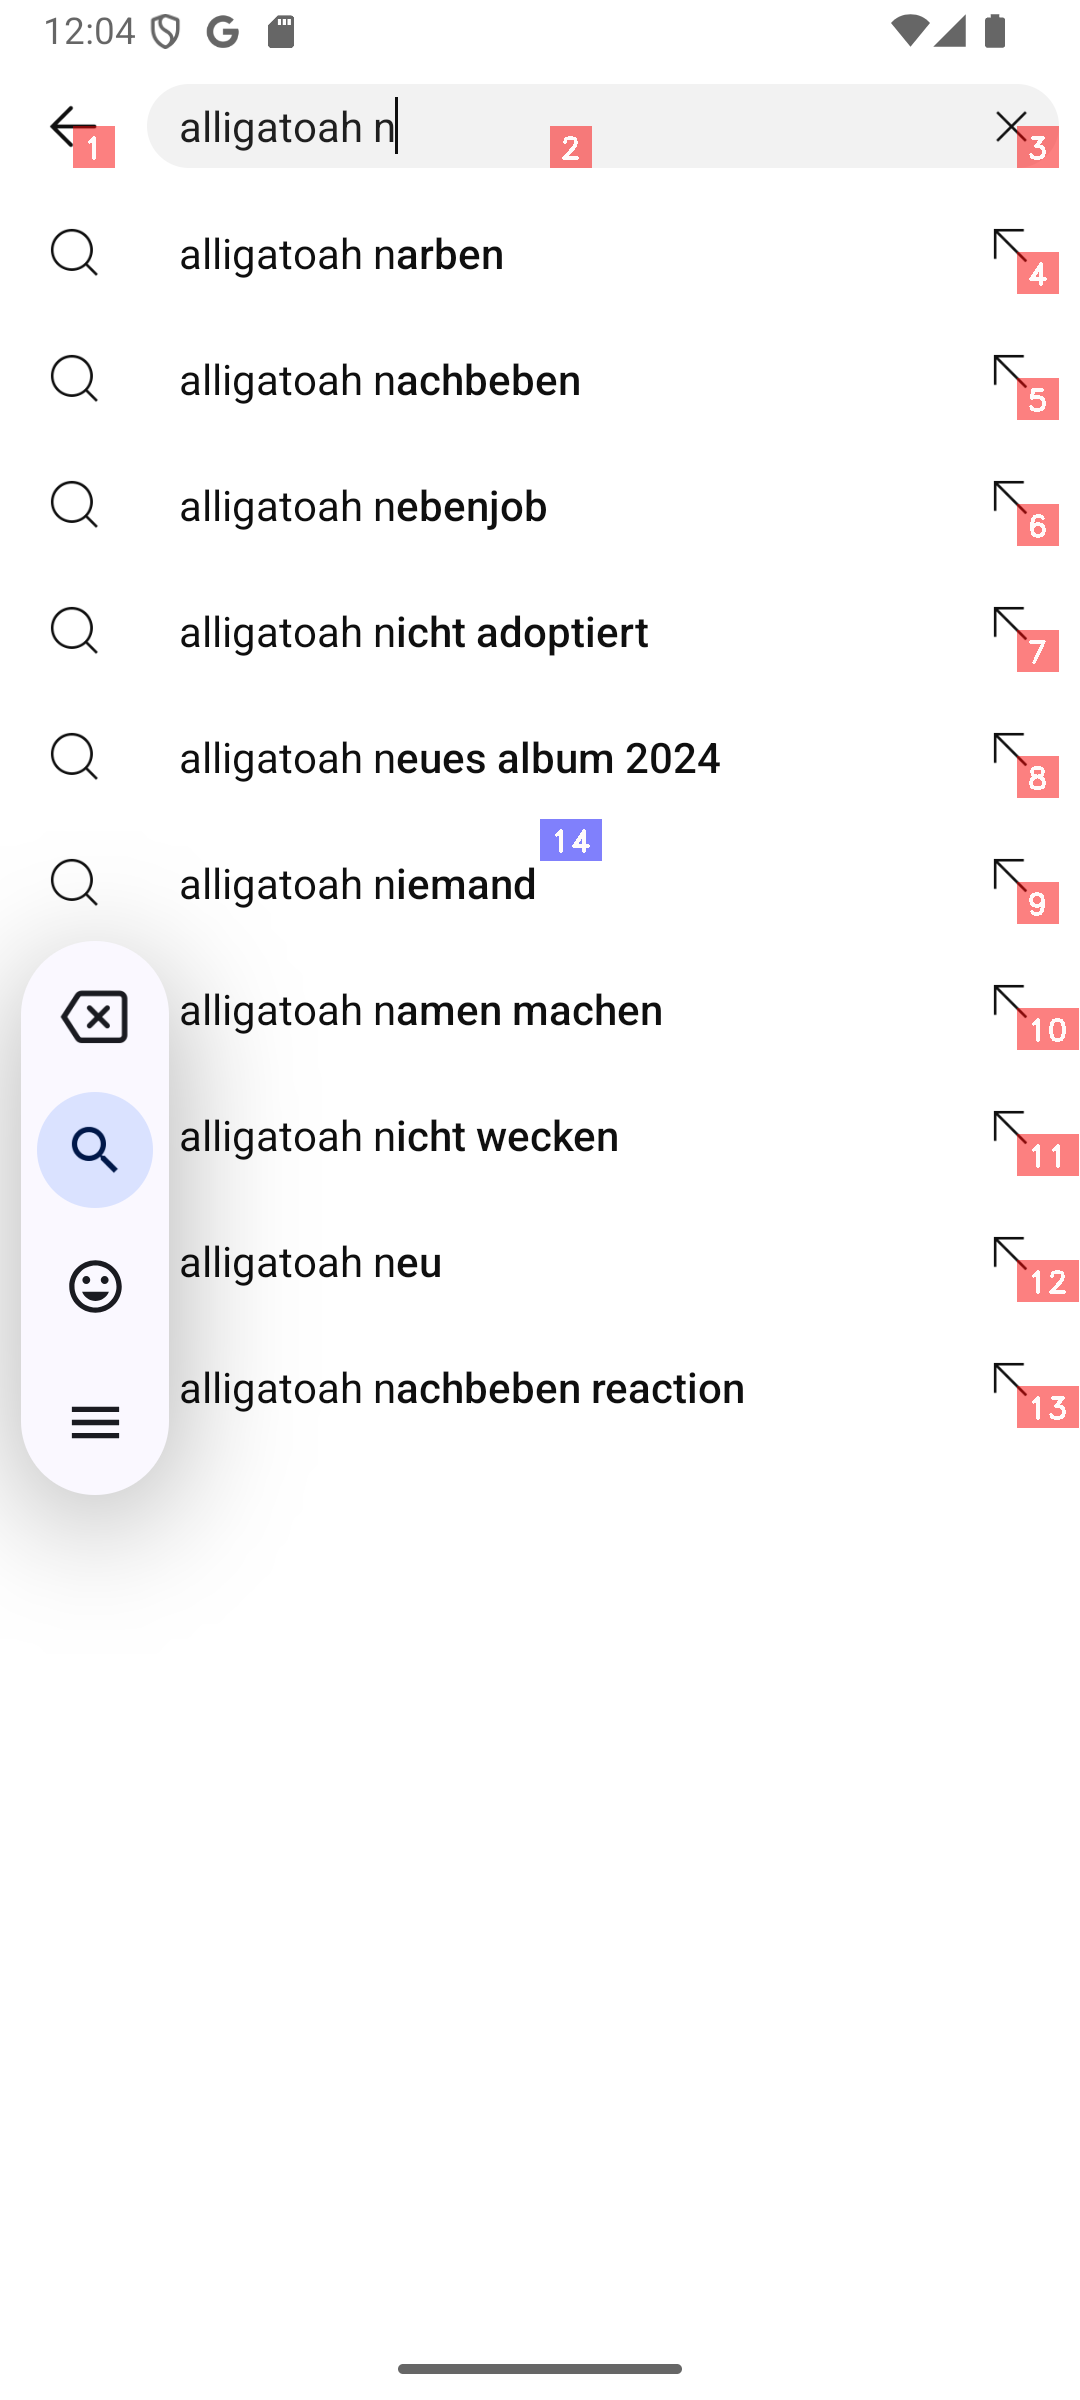 12:04
alligatoah n
1
2
3
alligatoah narben
4
alligatoah nachbeben
5
alligatoah nebenjob
6
alligatoah nicht adoptiert
7
alligatoah neues album 2024
8
14
alligatoah niemand
9
alligatoah namen machen
10
alligatoah nicht wecken
11
alligatoah neu
12
alligatoah nachbeben reaction
13